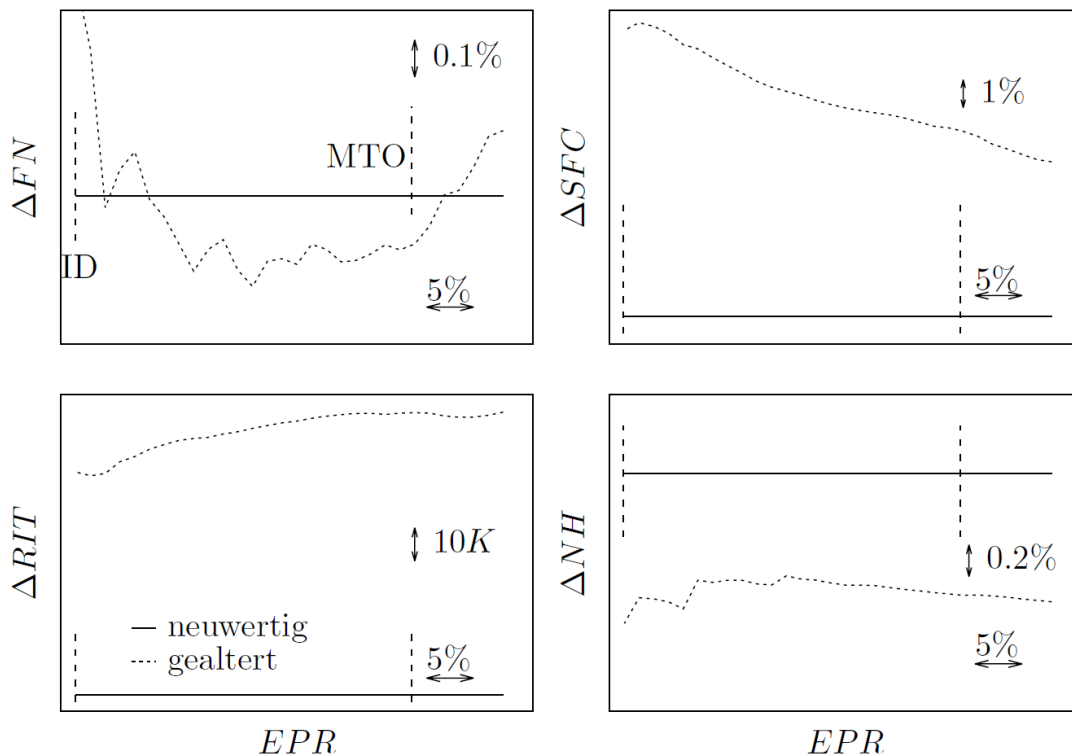 ΔFN
0.1%
MTO
ID
5%
ΔSFC
1%
5%
ΔRIT
10K
neuwertig
gealtert
5%
EPR
ΔNH
0.2%
5%
EPR